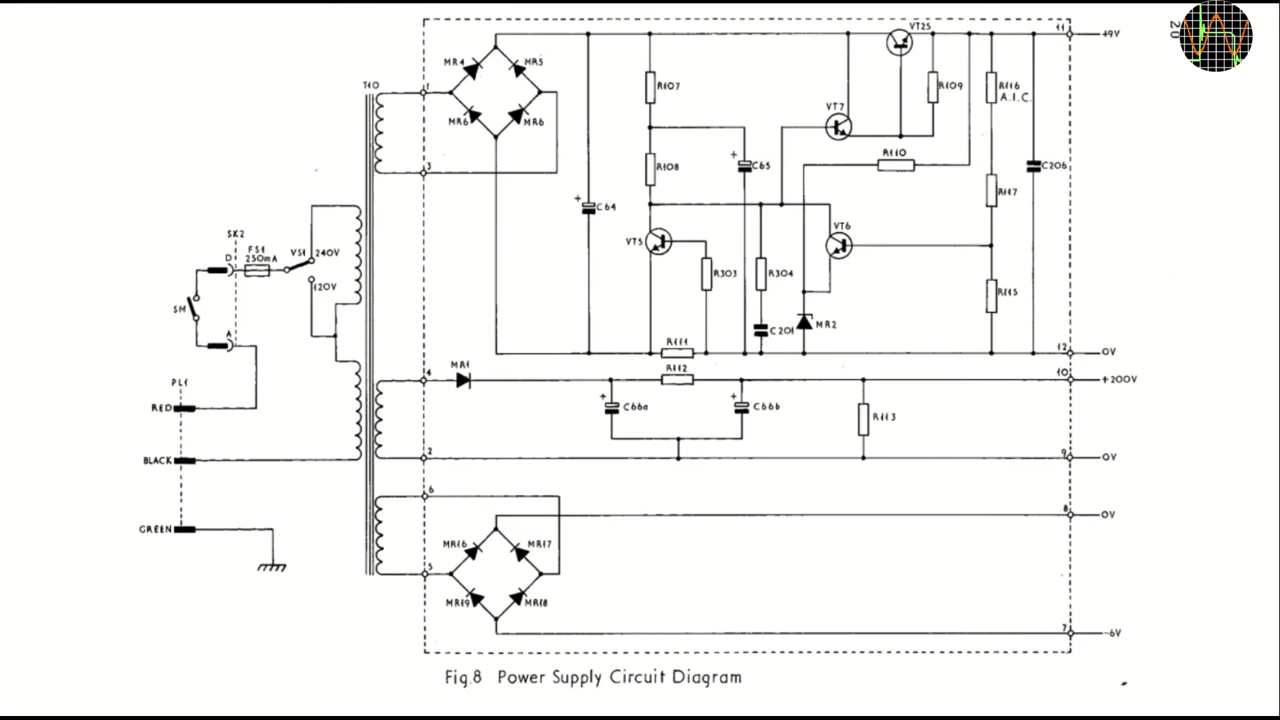 VT25
11
+9V
20
MR4
MR5
T10
1
R107
R109
R116
A.I.C.
VT7
MR6
MR6
R110
3
+
C65
R108
C206
R117
+
C64
SK2
VT6
FS1
VS1
240V
VT5
D
250mA
R303
R304
120V
R115
SM
MR2
C201
A
R111
12
0V
MR1
R112
4
10
+200V
PL1
+
+
RED
C66a
C66b
R113
2
9
BLACK
0V
6
8
0V
GREEN
MR16
MR17
5
MR19
MR18
7
-6V
Fig.8 Power Supply Circuit Diagram